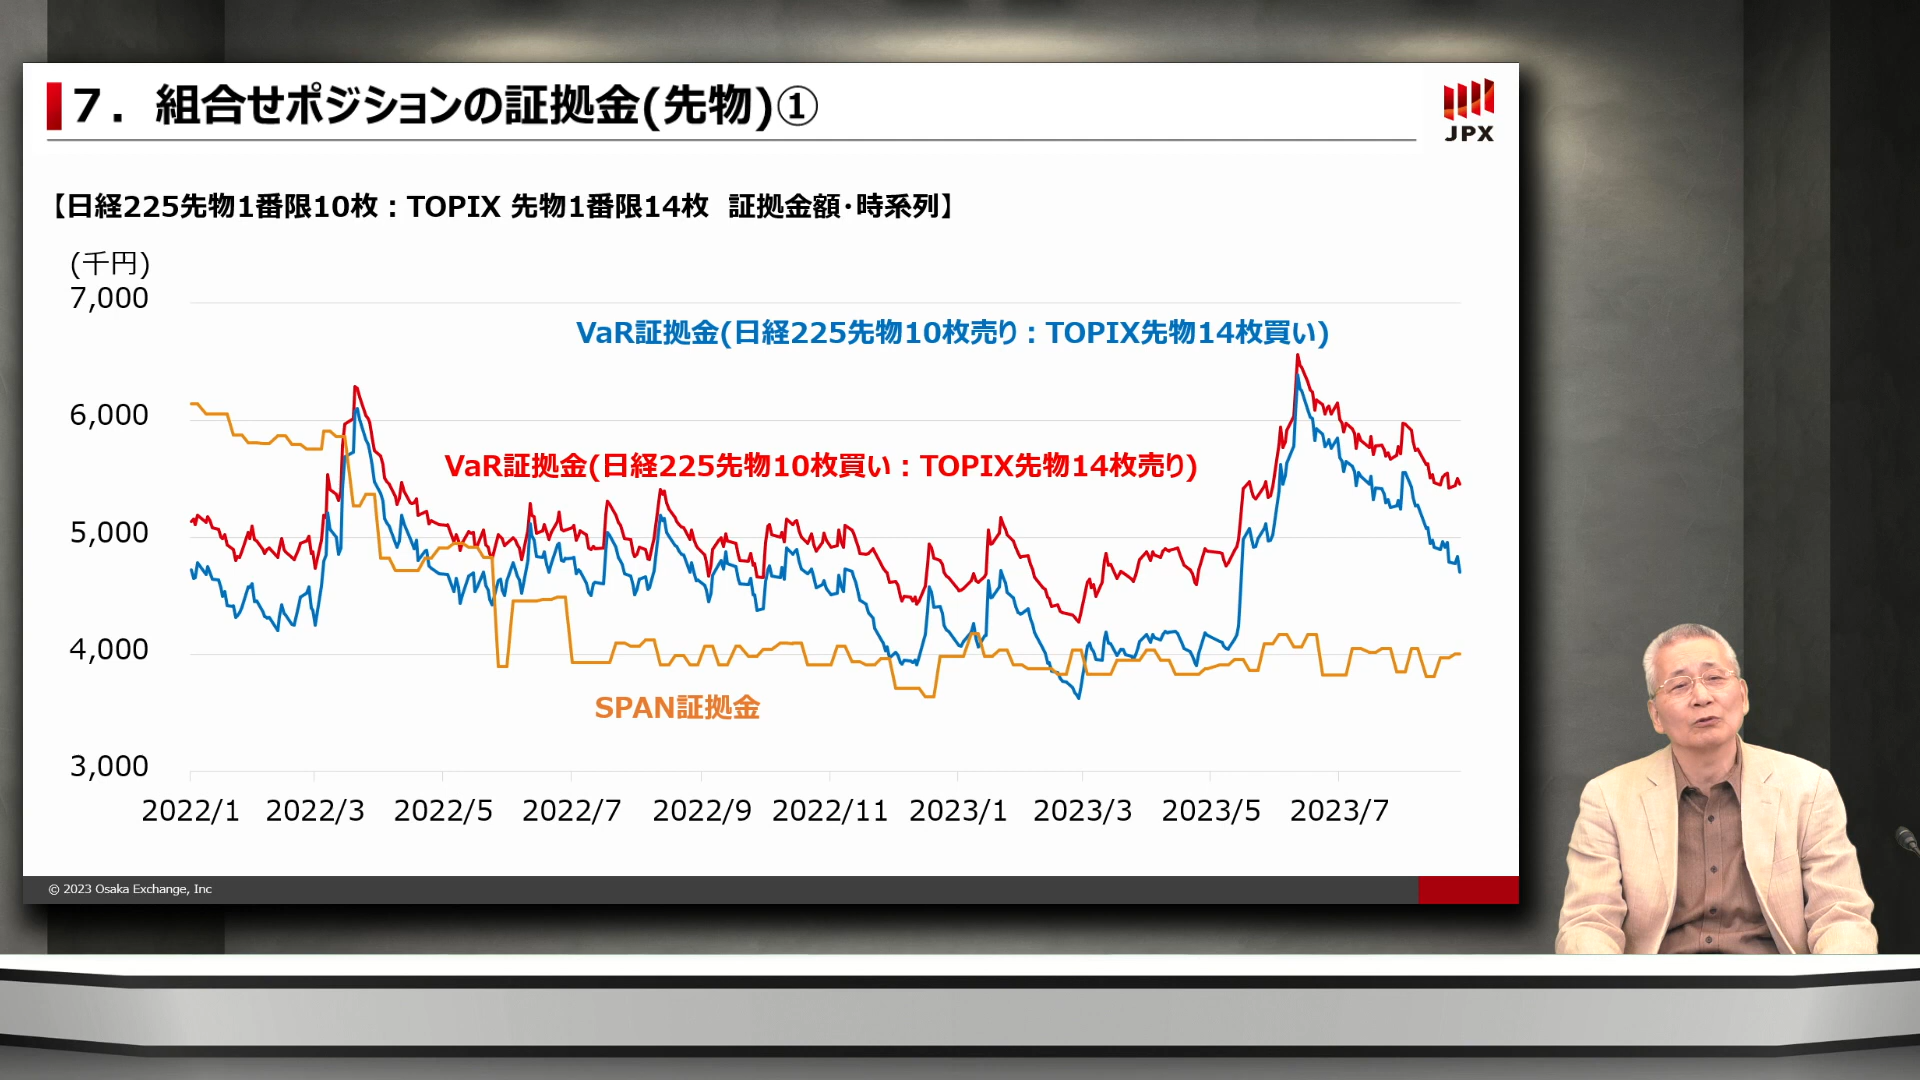 7．組合せポジションの証拠金(先物)①
JPX
【日経225先物1番限10枚：TOPIX 先物1番限14枚 証拠金額・時系列】
(千円)
7,000
VaR証拠金(日経225先物10枚売り：TOPIX先物14枚買い)
6,000
VaR証拠金(日経225先物10枚買い：TOPIX先物14枚売り)
5,000
4,000
SPAN証拠金
3,000
2022/1 2022/3 2022/5 2022/7 2022/9 2022/11 2023/1 2023/3 2023/5 2023/7
© 2023 Osaka Exchange, Inc